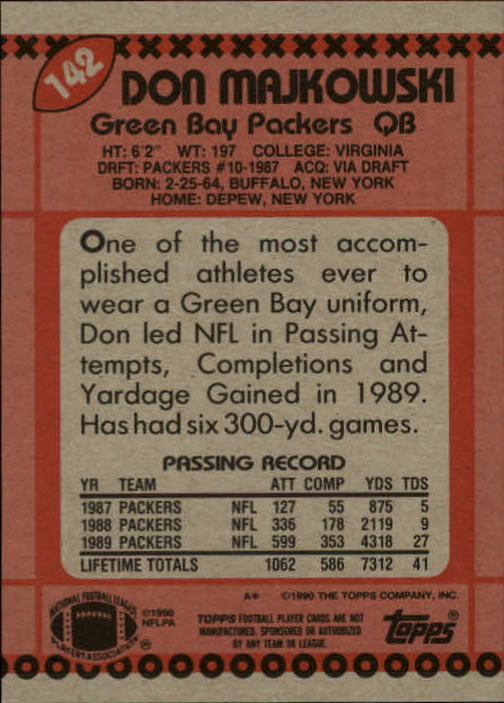 142
DON MAJKOWSKI
Green Bay Packers QB
HT: 6'2" WT: 197 COLLEGE: VIRGINIA
DRFT: PACKERS #10-1987 ACQ: VIA DRAFT
BORN: 2-25-64, BUFFALO, NEW YORK
HOME: DEPEW, NEW YORK
One of the most accom-
plished athletes ever to
wear a Green Bay uniform,
Don led NFL in Passing At-
tempts, Completions and
Yardage Gained in 1989.
Has had six 300-yd. games.
PASSING RECORD
YR TEAM ATT COMP YDS TDS
1987 PACKERS NFL 127 55 875 5
1988 PACKERS NFL 336 178 2119 9
1989 PACKERS NFL 599 353 4318 27
LIFETIME TOTALS 1062 586 7312 41
A* ©1990 THE TOPPS COMPANY, INC.
NATIONAL FOOTBALL LEAGUE
PLAYERS ASSOCIATION ®
©1990
NFLPA
TOPPS FOOTBALL PLAYER CARDS ARE NOT
MANUFACTURED, SPONSORED OR AUTHORIZED
BY ANY TEAM OR LEAGUE.
topps®